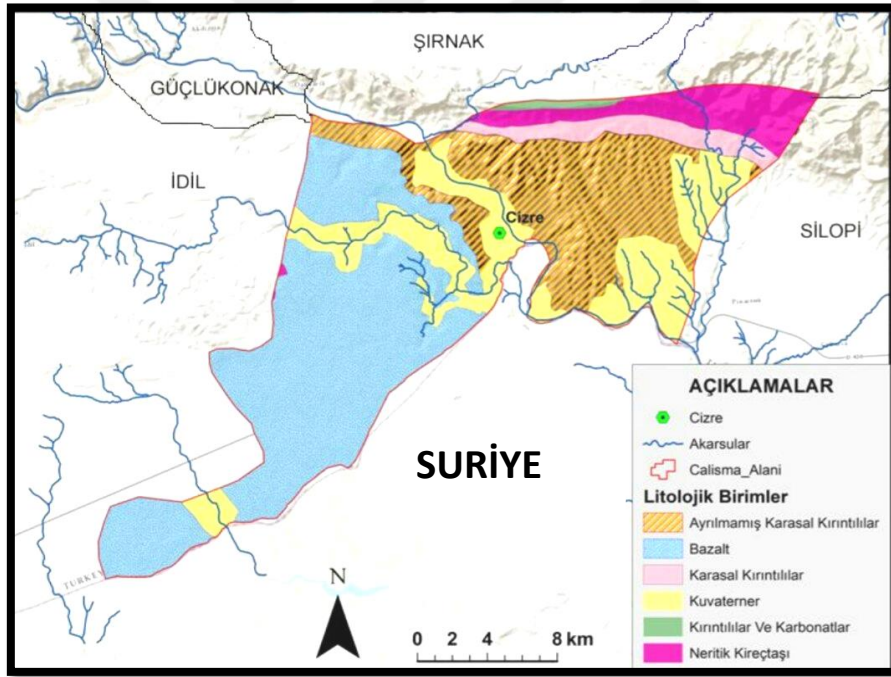 ŞIRNAK
GÜÇLÜKONAK
İDİL
Cizre
SİLOPİ
SURİYE
TURKEY
N
0 2 4 8 km
AÇIKLAMALAR
Cizre
Akarsular
Calisma_Alani
Litolojik Birimler
Ayrılmamış Karasal Kırıntılılar
Bazalt
Karasal Kırıntılılar
Kuvaterner
Kırıntılılar Ve Karbonatlar
Neritik Kireçtaşı